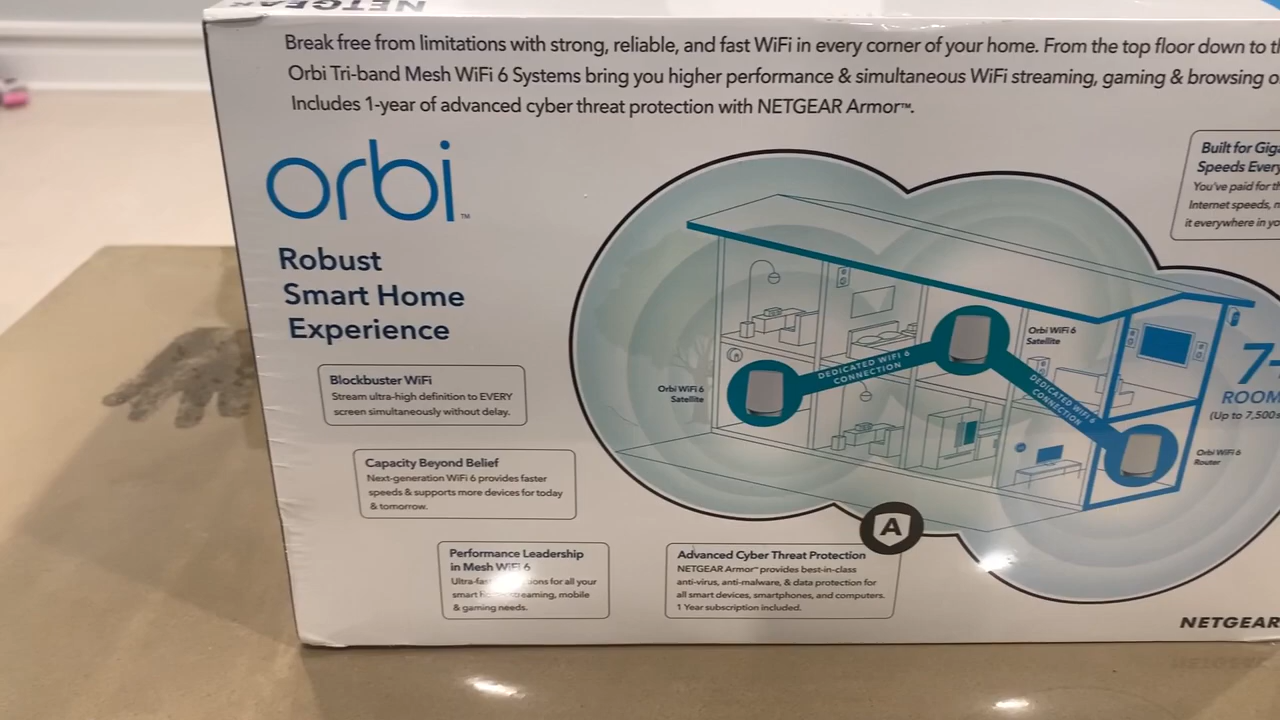 NETGEAR
Break free from limitations with strong, reliable, and fast WiFi in every corner of your home. From the top floor down to
Orbi Tri-band Mesh WiFi 6 Systems bring you higher performance & simultaneous WiFi streaming, gaming & browsing
Includes 1-year of advanced cyber threat protection with NETGEAR Armor™.
orbi™
Robust
Smart Home
Experience
Blockbuster WiFi
Stream ultra-high definition to EVERY
screen simultaneously without delay.
Capacity Beyond Belief
Next-generation WiFi 6 provides faster
speeds & supports more devices for today
& tomorrow.
Performance Leadership
in Mesh WiFi 6
for all your
smart streaming, mobile
& gaming needs.
Advanced Cyber Threat Protection
NETGEAR Armor™ provides best-in-class
anti-virus, anti-malware, & data protection for
all smart devices, smartphones, and computers.
1 Year subscription included.
A
Orbi WiFi 6
Satellite
DEDICATED WIFI 6
CONNECTION
Orbi WiFi 6
Satellite
DEDICATED WIFI 6
CONNECTION
Orbi WiFi 6
Router
Built for
Speeds
You've paid for
Internet speeds,
it everywhere in
7-
ROOM
(Up to 7,500
NETGEAR